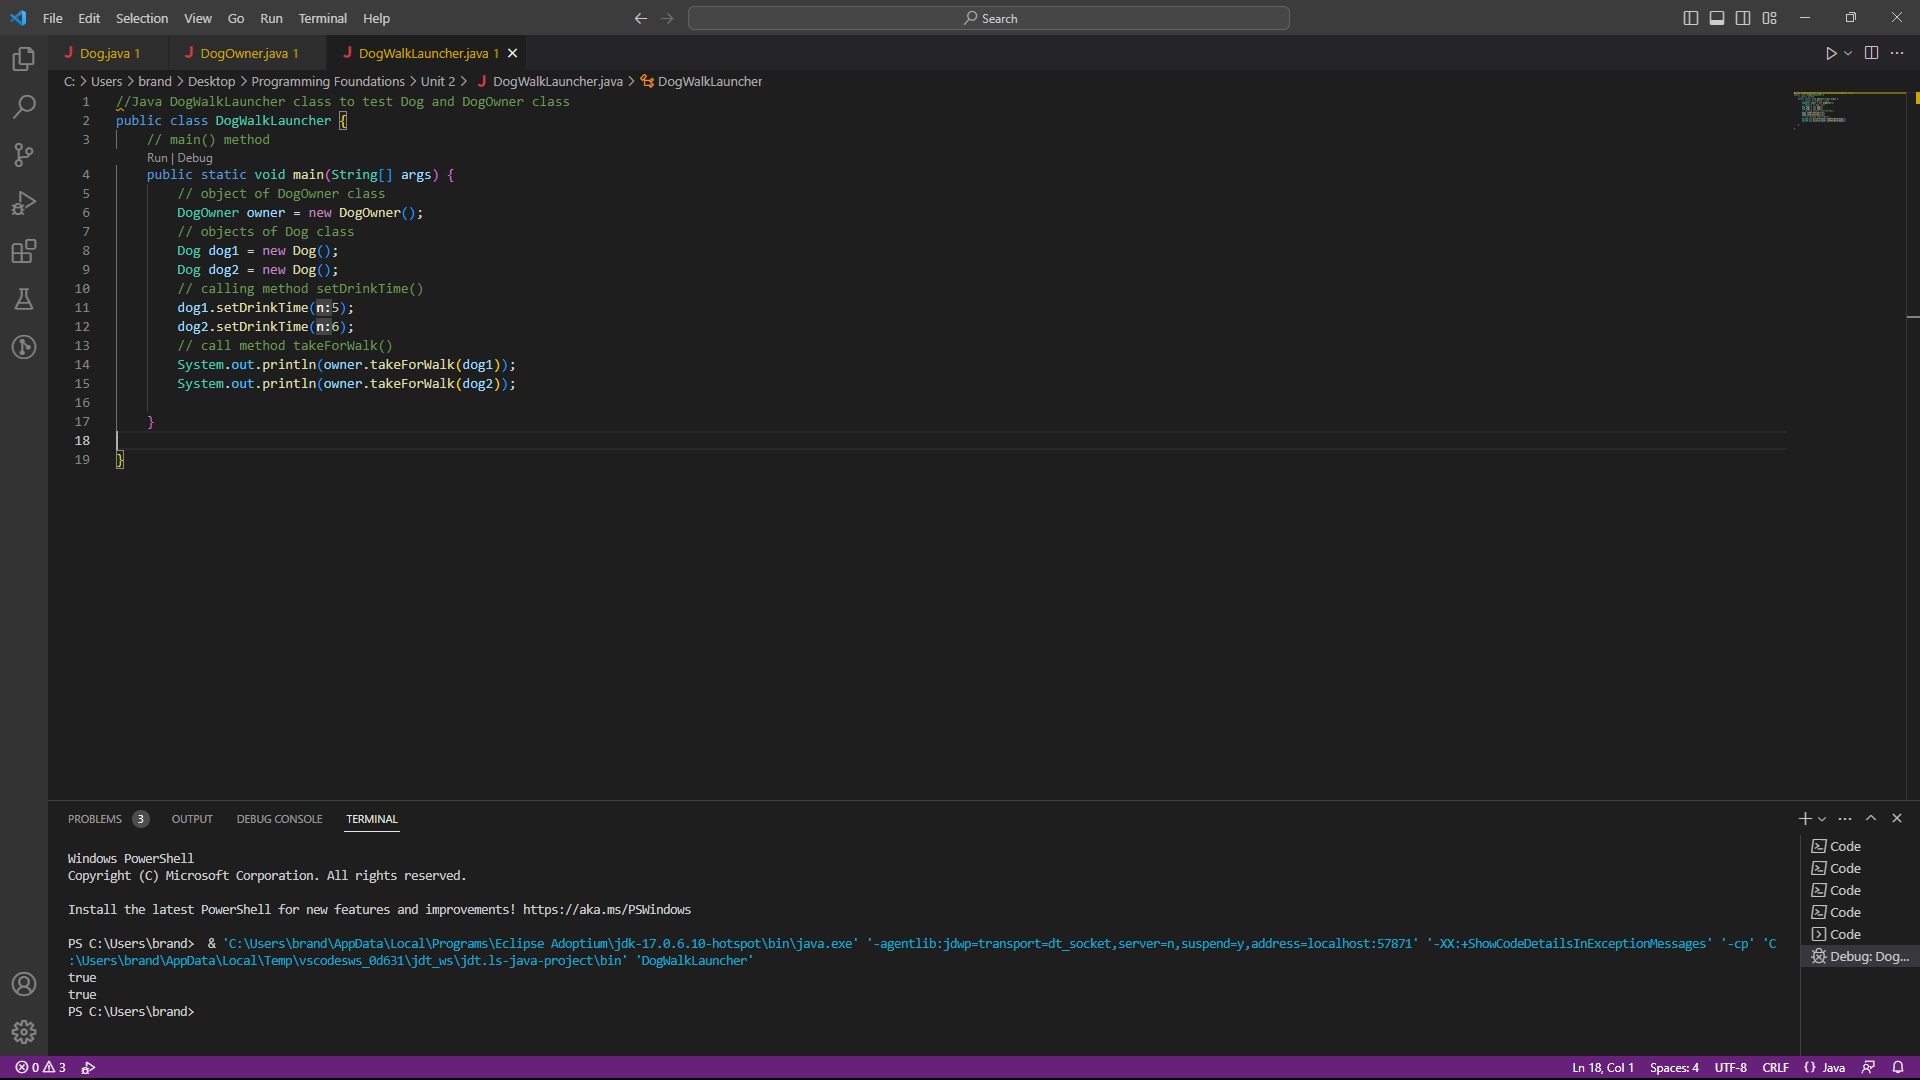 File Edit Selection View Go Run Terminal Help
Search
Dog.java 1
DogOwner.java 1
DogWalkLauncher.java 1
C: > Users > brand > Desktop > Programming Foundations > Unit 2 > DogWalkLauncher.java > DogWalkLauncher
1 //Java DogWalkLauncher class to test Dog and DogOwner class
2 public class DogWalkLauncher {
3 // main() method
Run | Debug
4 public static void main(String[] args) {
5 // object of DogOwner class
6 DogOwner owner = new DogOwner();
7 // objects of Dog class
8 Dog dog1 = new Dog();
9 Dog dog2 = new Dog();
10 // calling method setDrinkTime()
11 dog1.setDrinkTime(n:5);
12 dog2.setDrinkTime(n:6);
13 // call method takeForWalk()
14 System.out.println(owner.takeForWalk(dog1));
15 System.out.println(owner.takeForWalk(dog2));
16
17 }
18
19 }
PROBLEMS 3 OUTPUT DEBUG CONSOLE TERMINAL
Windows PowerShell
Copyright (C) Microsoft Corporation. All rights reserved.
Install the latest PowerShell for new features and improvements! https://aka.ms/PSWindows
PS C:\Users\brand> & 'C:\Users\brand\AppData\Local\Programs\Eclipse Adoptium\jdk-17.0.6.10-hotspot\bin\java.exe' '-agentlib:jdwp=transport=dt_socket,server=n,suspend=y,address=localhost:57871' '-XX:+ShowCodeDetailsInExceptionMessages' '-cp' 'C
:\Users\brand\AppData\Local\Temp\vscodesws_0d631\jdt_ws\jdt.ls-java-project\bin' 'DogWalkLauncher'
true
true
PS C:\Users\brand>
Code
Code
Code
Code
Code
Debug: Dog...
0 3
Ln 18, Col 1 Spaces: 4 UTF-8 CRLF {} Java